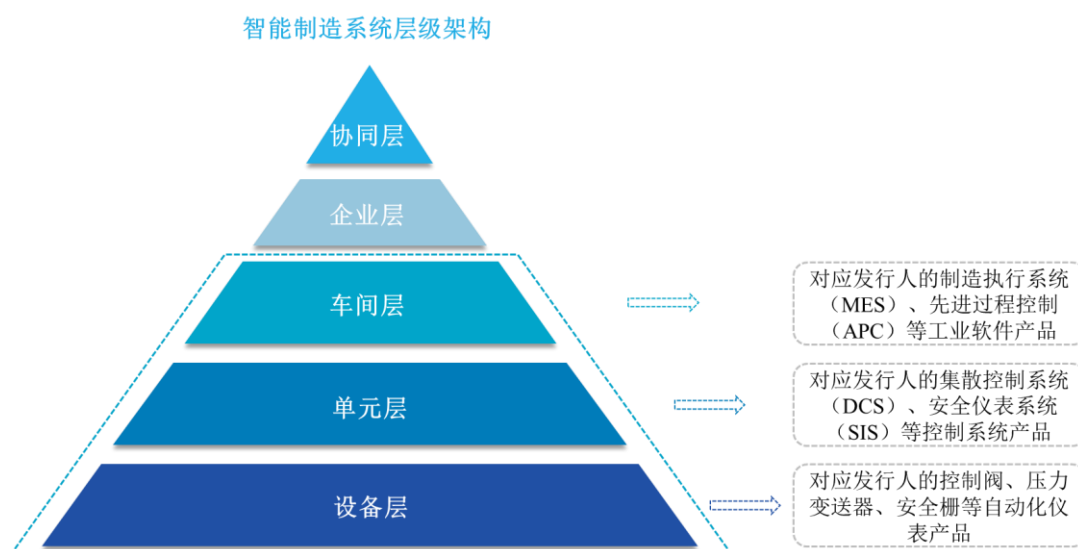 智能制造系统层级架构
协同层
企业层
车间层
对应发行人的制造执行系统
（MES）、先进过程控制
（APC）等工业软件产品
单元层
对应发行人的集散控制系统
（DCS）、安全仪表系统
（SIS）等控制系统产品
设备层
对应发行人的控制阀、压力
变送器、安全栅等自动化仪
表产品